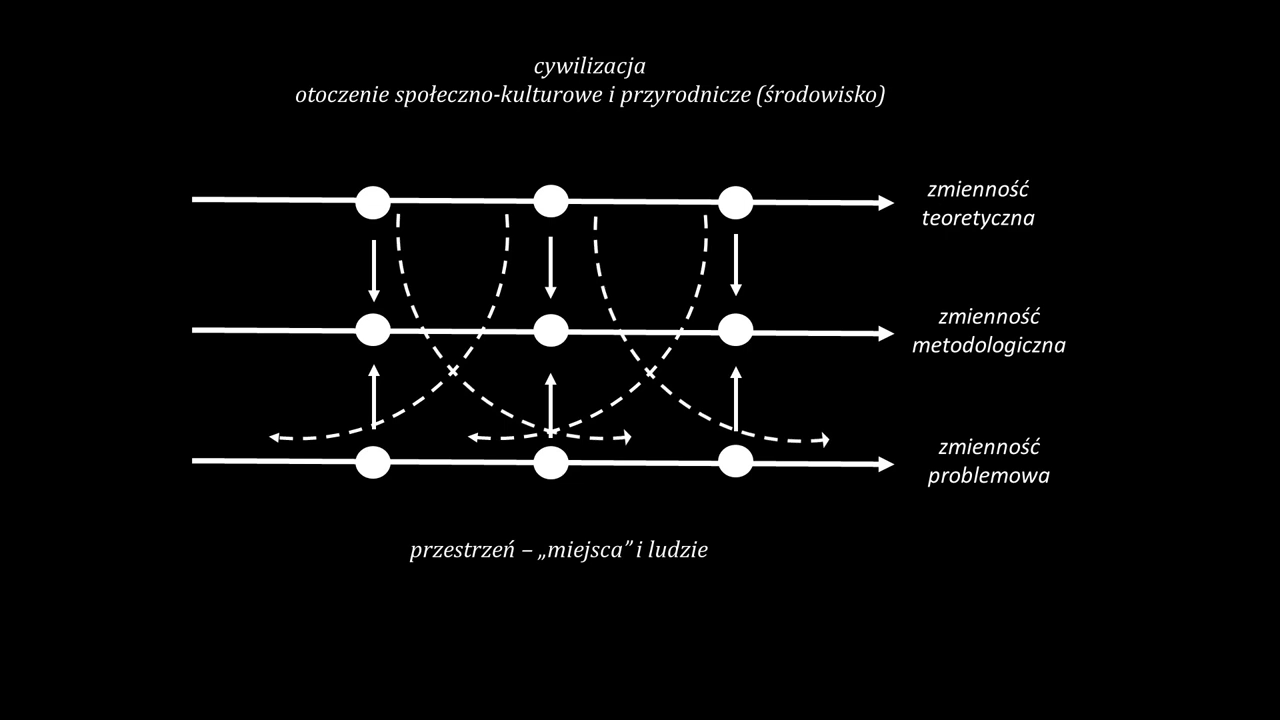 cywilizacja
otoczenie społeczno-kulturowe i przyrodnicze (środowisko)
zmienność
teoretyczna
zmienność
metodologiczna
zmienność
problemowa
przestrzeń – „miejsca” i ludzie